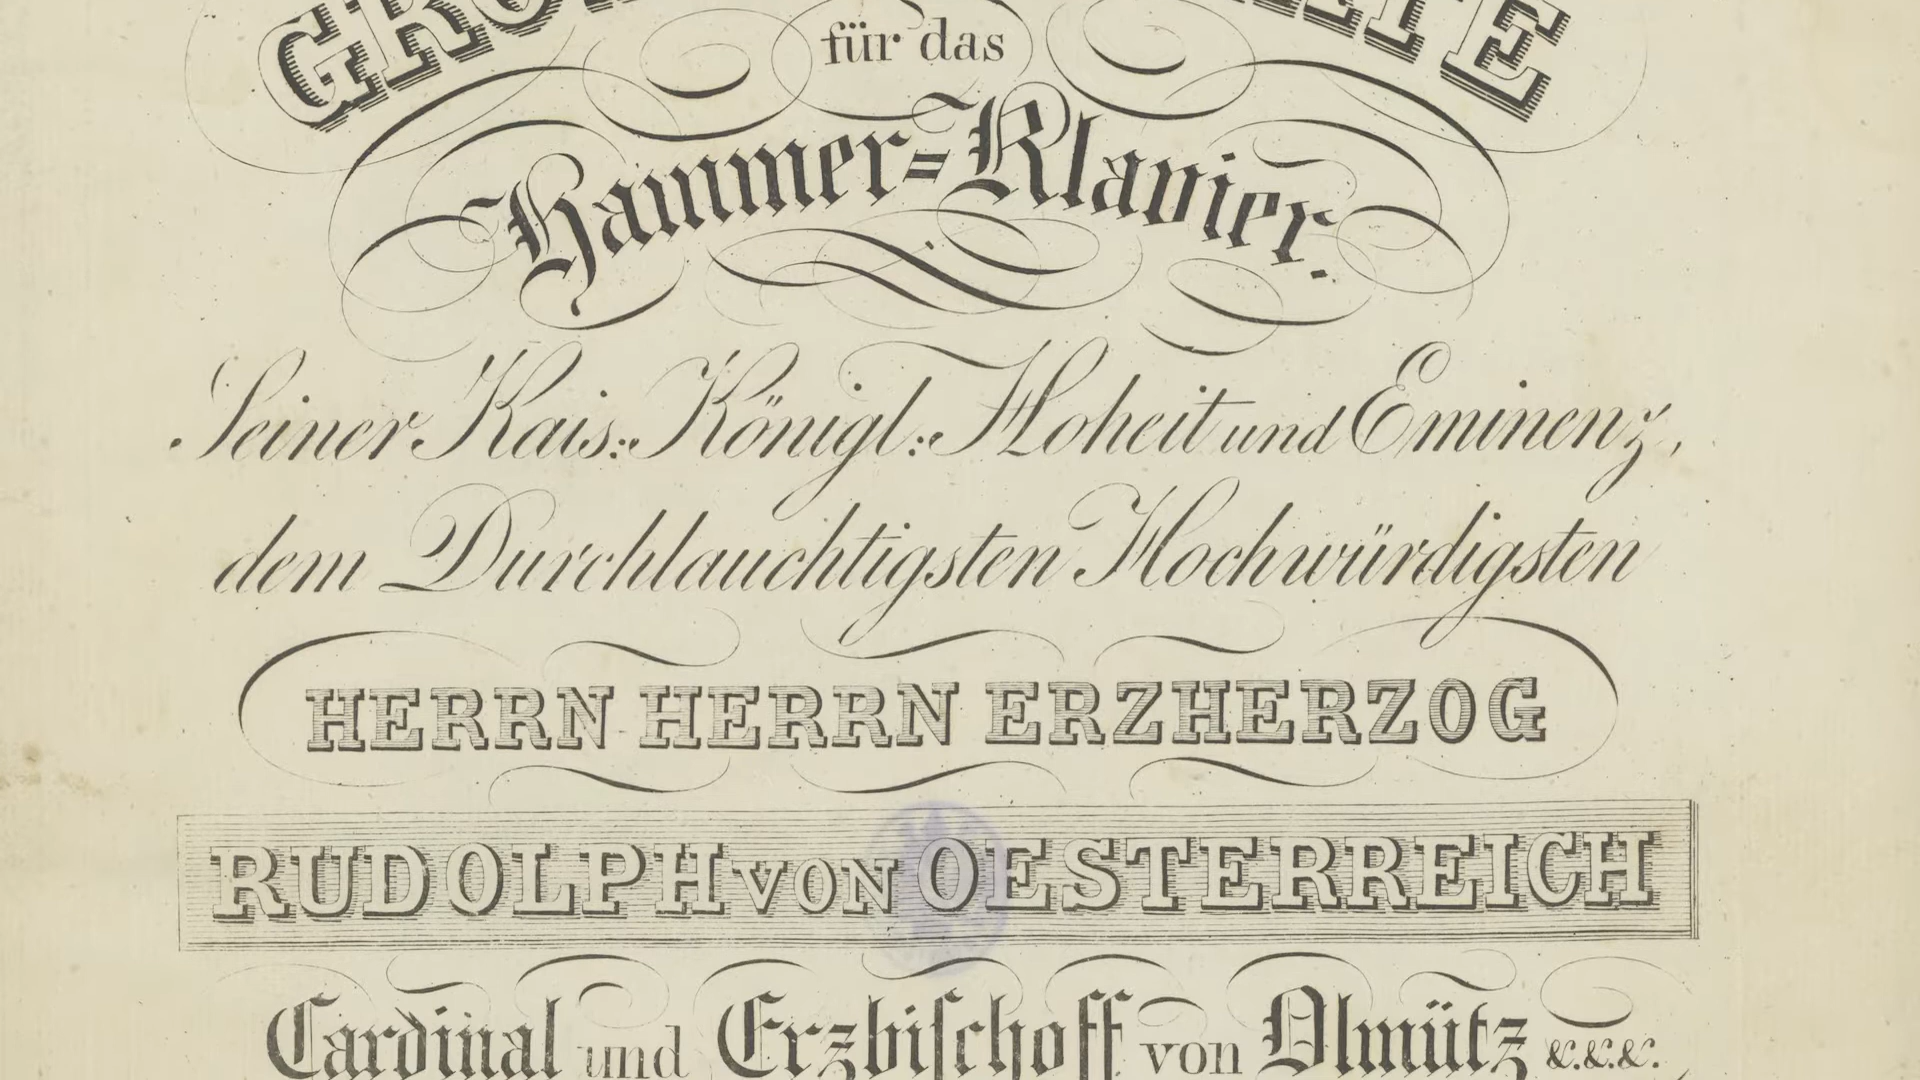 für das
Hammer=Klavier.
Seiner Kais:. Königl:. Hoheit und Eminenz,
dem Durchlauchtigsten Hochwürdigsten
HERRN HERRN ERZHERZOG
RUDOLPH VON OESTERREICH
Cardinal und Erzbischoff von Olmütz &.&.&.